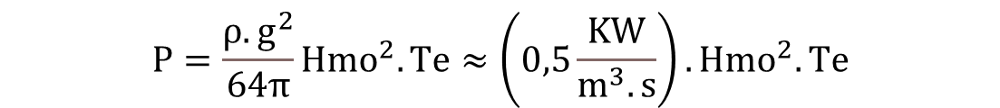 P = ρ.g²/64π Hmo².Te ≈ (0,5 KW/m³.s).Hmo².Te